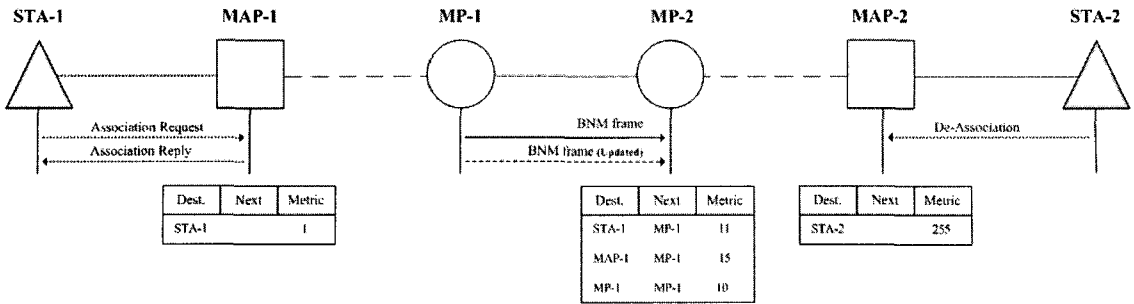 STA-1 MAP-1 MP-1 MP-2 MAP-2 STA-2
Association Request
Association Reply
BNM frame
BNM frame (Updated)
De-Association
Dest. Next Metric
STA-1 1
Dest. Next Metric
STA-1 MP-1 11
MAP-1 MP-1 15
MP-1 MP-1 10
Dest. Next Metric
STA-2 255